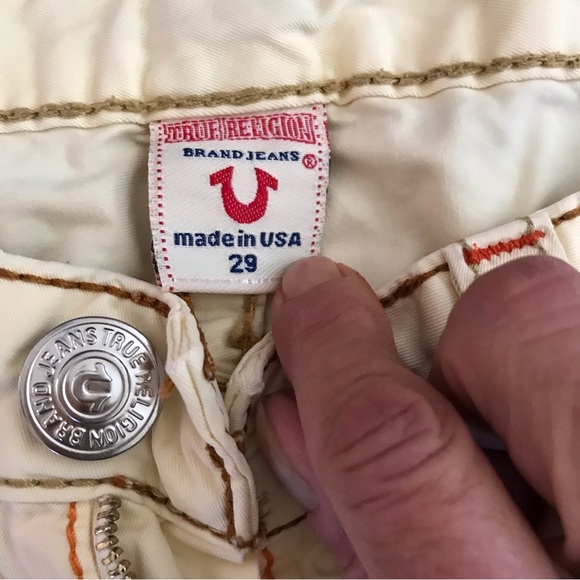 TRUE RELIGION
BRAND JEANS ®
made in USA
29
TRUE RELIGION BRAND JEANS